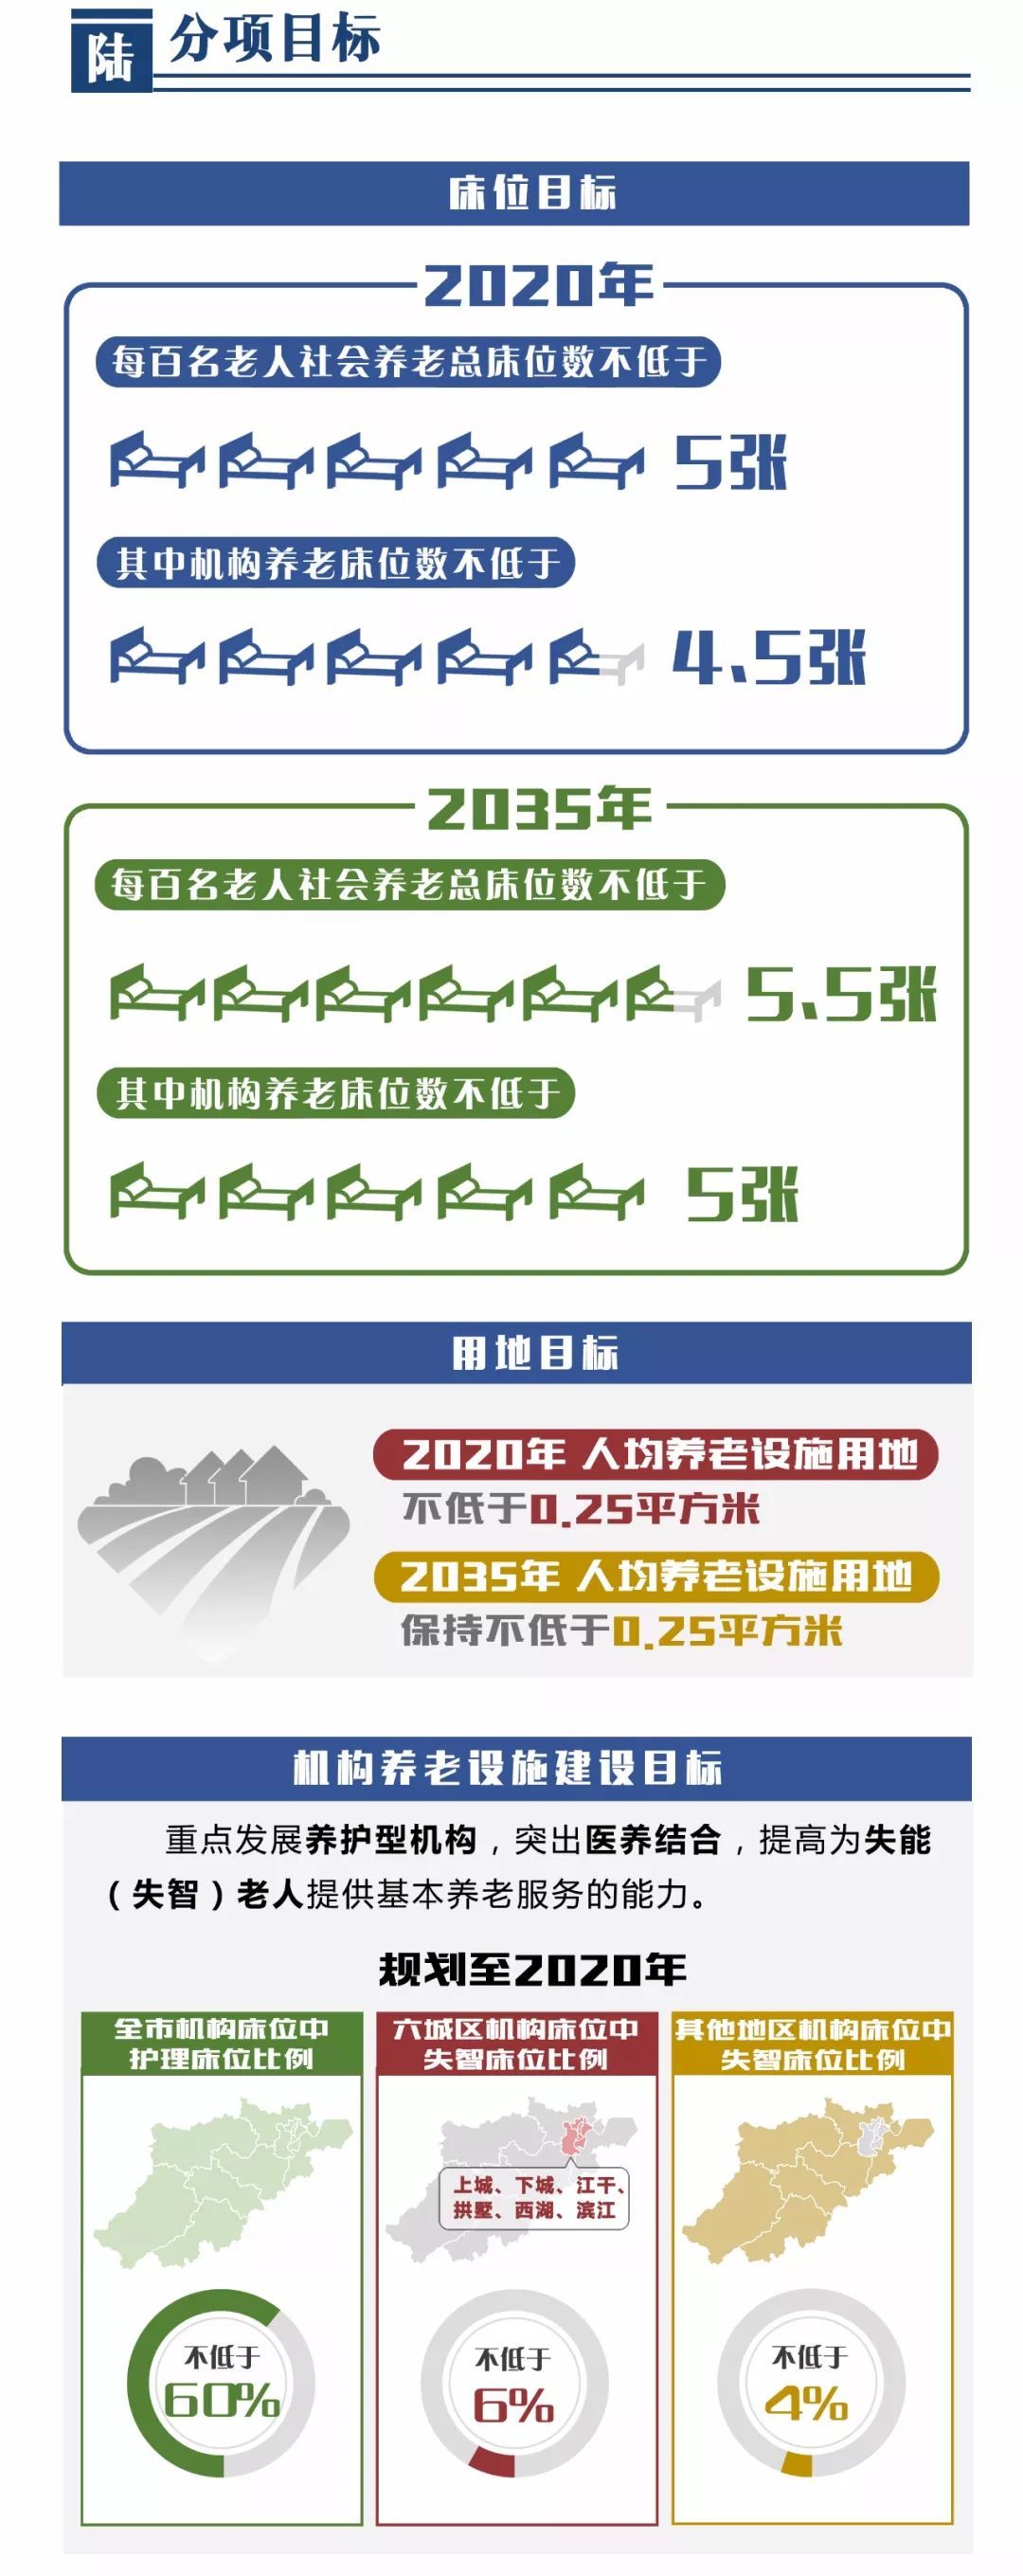 陆 分项目标
床位目标
2020年
每百名老人社会养老总床位数不低于
5张
其中机构养老床位数不低于
4.5张
2035年
每百名老人社会养老总床位数不低于
5.5张
其中机构养老床位数不低于
5张
用地目标
2020年 人均养老设施用地
不低于0.25平方米
2035年 人均养老设施用地
保持不低于0.25平方米
机构养老设施建设目标
重点发展养护型机构，突出医养结合，提高为失能
（失智）老人提供基本养老服务的能力。
规划至2020年
全市机构床位中
护理床位比例
不低于
60%
六城区机构床位中
失智床位比例
上城、下城、江干、
拱墅、西湖、滨江
不低于
6%
其他地区机构床位中
失智床位比例
不低于
4%